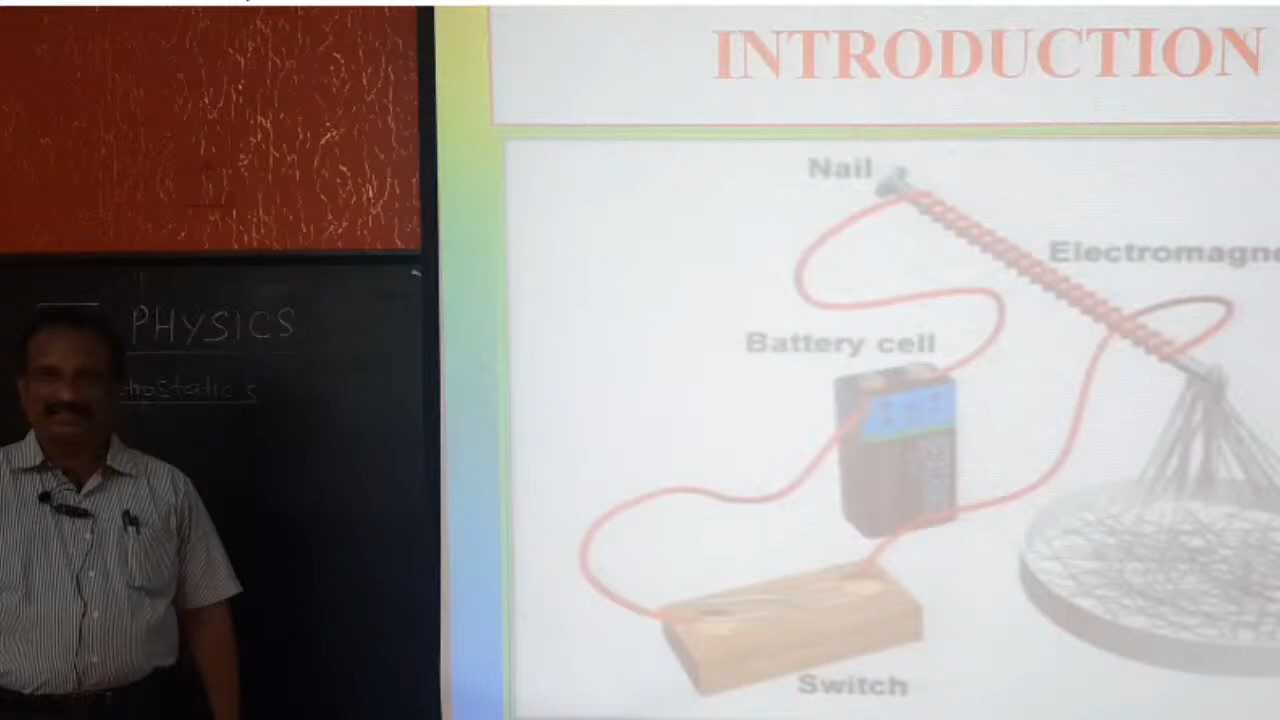 PHYSICS
INTRODUCTION
Nail
Electromagne
Battery cell
Switch